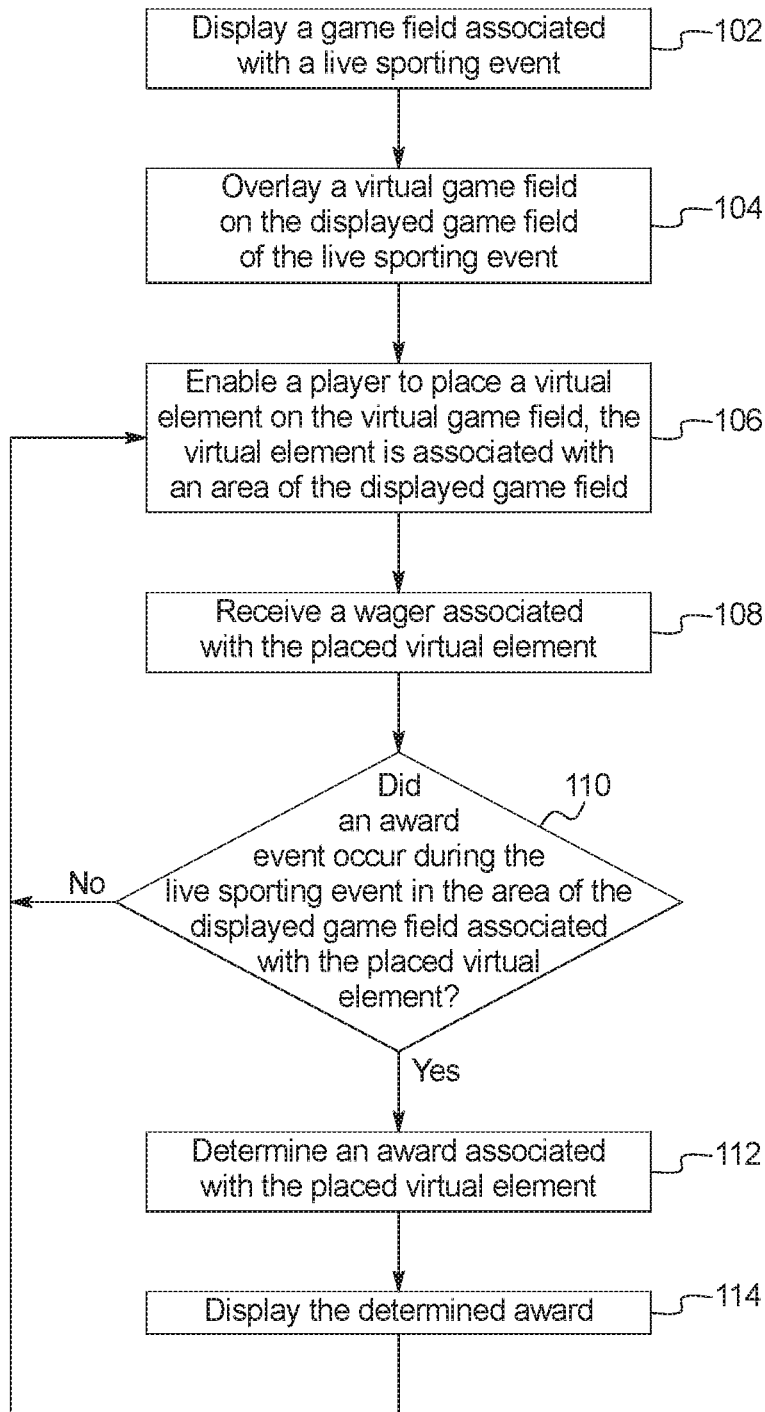 Display a game field associated
with a live sporting event
102
Overlay a virtual game field
on the displayed game field
of the live sporting event
104
Enable a player to place a virtual
element on the virtual game field, the
virtual element is associated with
an area of the displayed game field
106
Receive a wager associated
with the placed virtual element
108
Did
an award
event occur during the
live sporting event in the area of the
displayed game field associated
with the placed virtual
element?
110
No
Yes
Determine an award associated
with the placed virtual element
112
Display the determined award
114